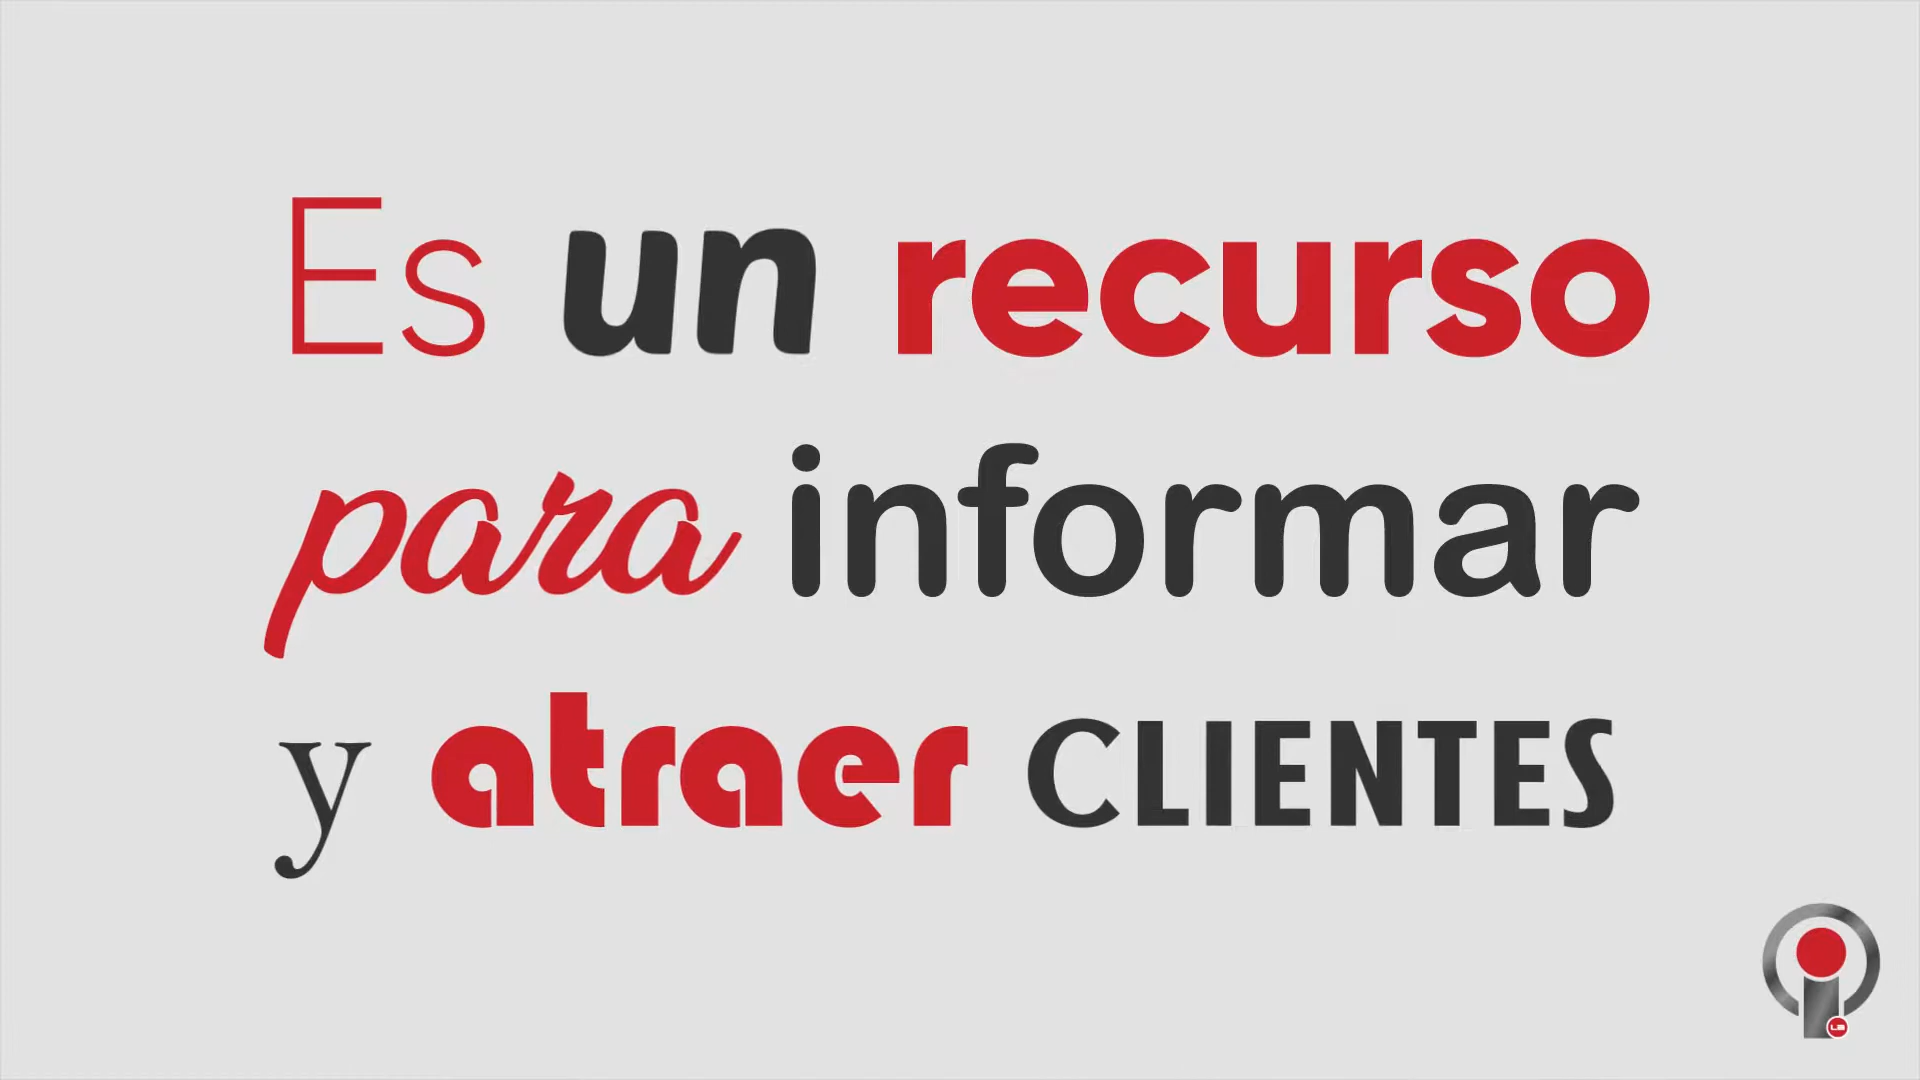 Es un recurso
para informar
y atraer CLIENTES